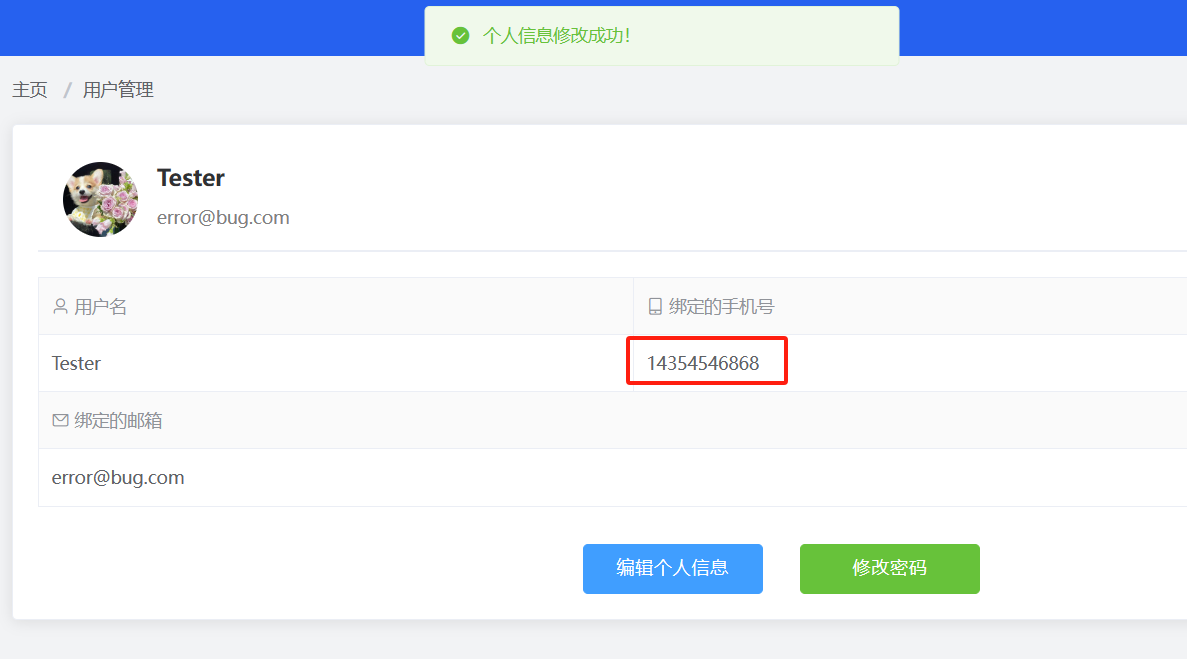 个人信息修改成功！
主页 / 用户管理
Tester
error@bug.com
用户名 绑定的手机号
Tester 14354546868
绑定的邮箱
error@bug.com
编辑个人信息 修改密码